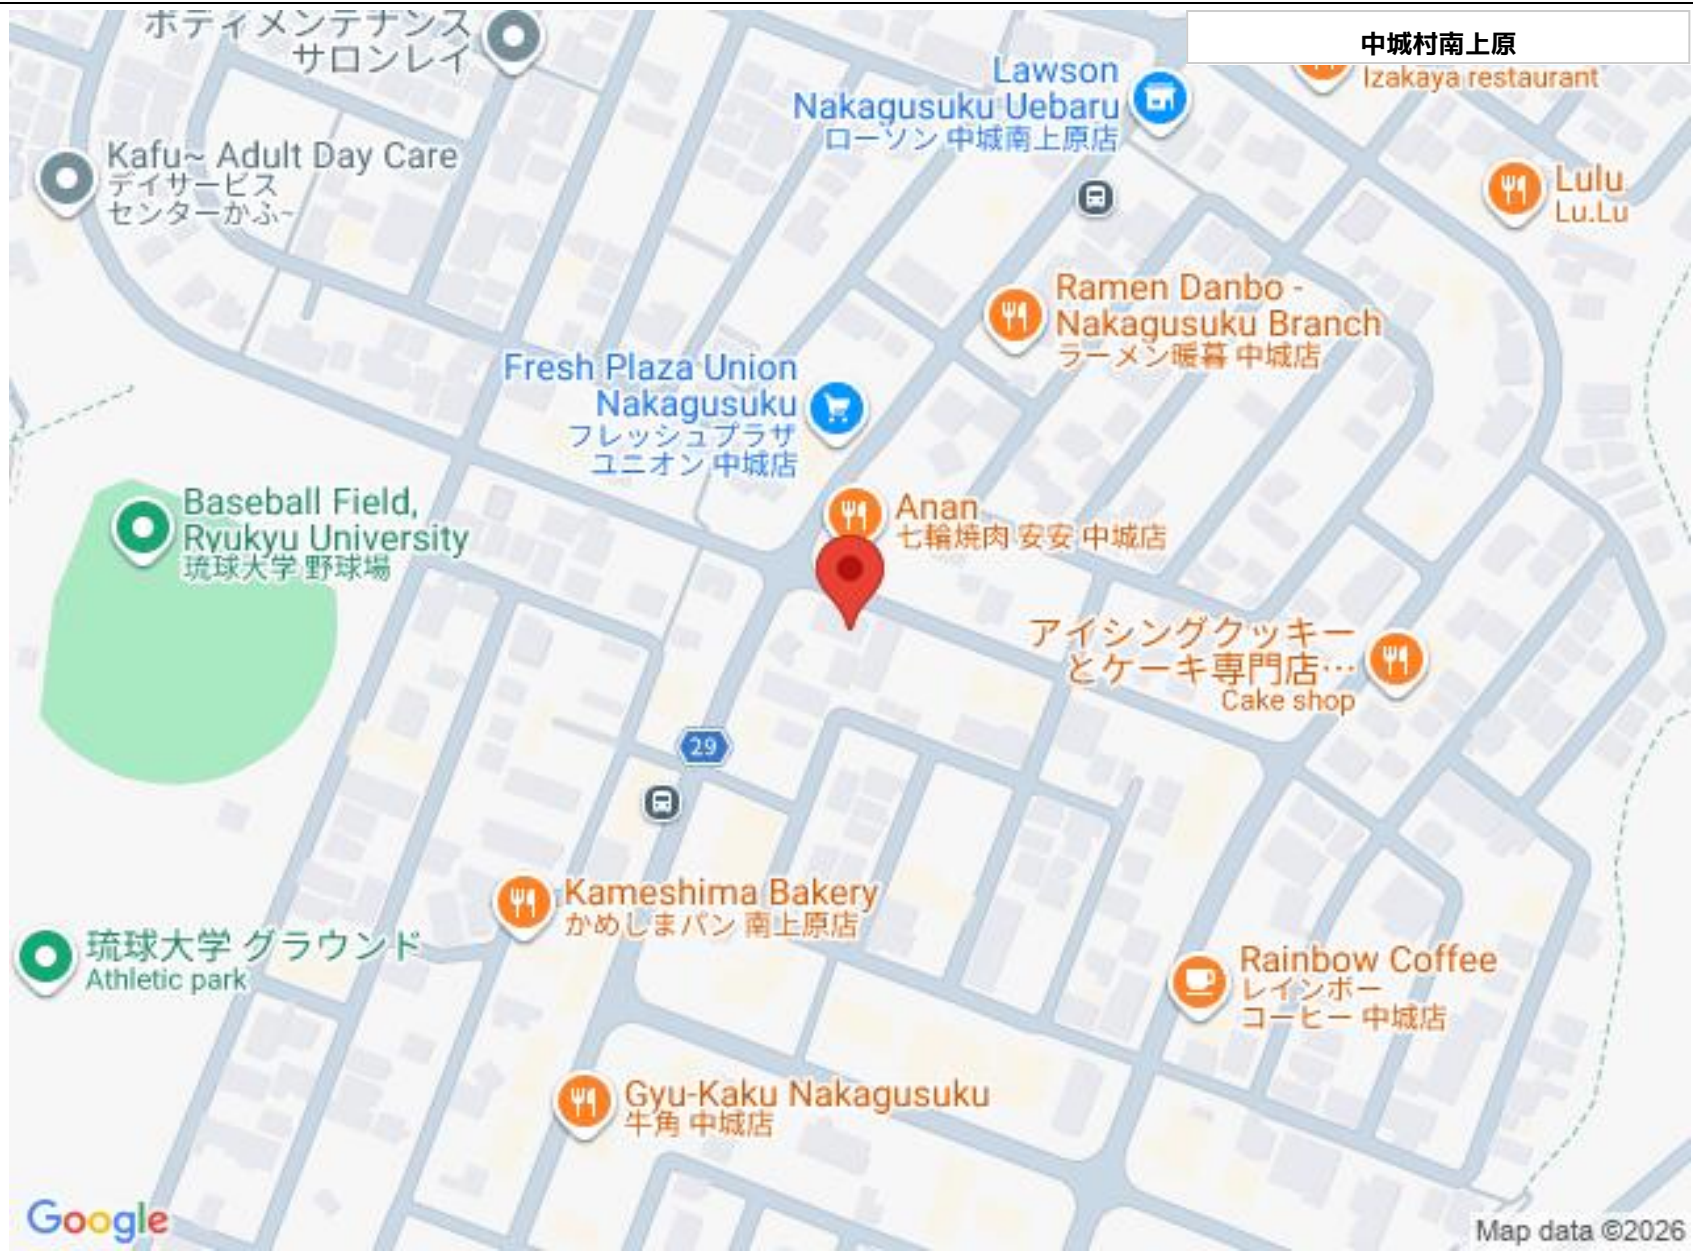 中城村南上原
ボディメンテナンス
サロンレイ
Izakaya restaurant
Lawson
Nakagusuku Uebaru
ローソン 中城南上原店
Kafu~ Adult Day Care
デイサービス
センターかふ~
Lulu
Lu.Lu
Ramen Danbo -
Nakagusuku Branch
ラーメン暖暮 中城店
Fresh Plaza Union
Nakagusuku
フレッシュプラザ
ユニオン 中城店
Baseball Field,
Ryukyu University
琉球大学 野球場
Anan
七輪焼肉 安安 中城店
アイシングクッキー
とケーキ専門店…
Cake shop
29
Kameshima Bakery
かめしまパン 南上原店
琉球大学 グラウンド
Athletic park
Rainbow Coffee
レインボー
コーヒー 中城店
Gyu-Kaku Nakagusuku
牛角 中城店
Google
Map data ©2026